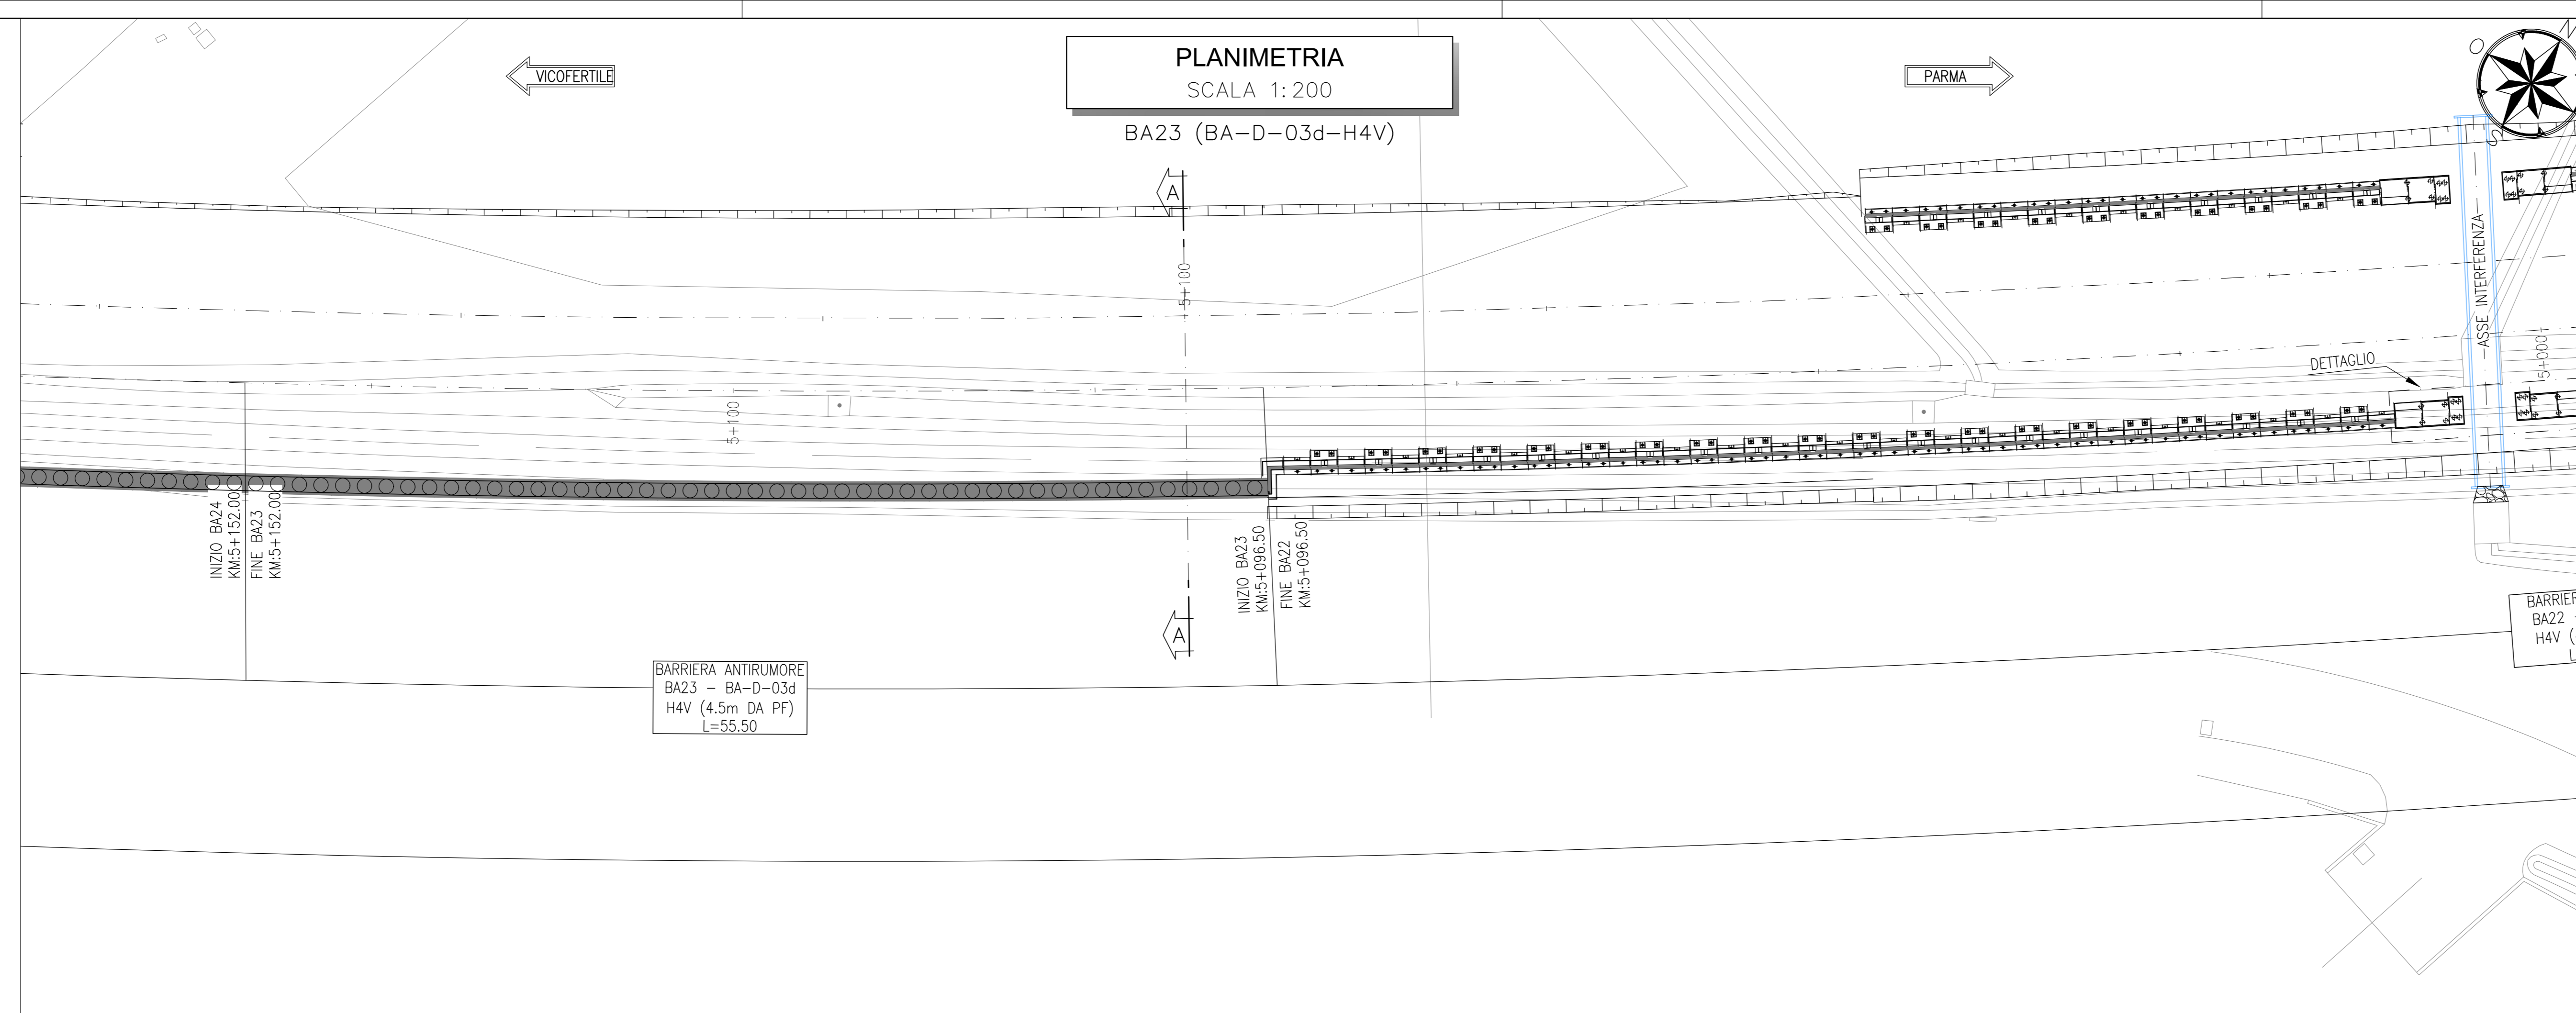 PLANIMETRIA
SCALA 1:200
BA23 (BA-D-03d-H4V)
VICOFERTILE
PARMA
N
O
S
A
5+100
ASSE INTERFERENZA
DETTAGLIO
5+000
5+100
INIZIO BA24
KM:5+152.00
FINE BA23
KM:5+152.00
INIZIO BA23
KM:5+096.50
FINE BA22
KM:5+096.50
A
BARRIERA ANTIRUMORE
BA23 - BA-D-03d
H4V (4.5m DA PF)
L=55.50
BARRIER
BA22
H4V (
L